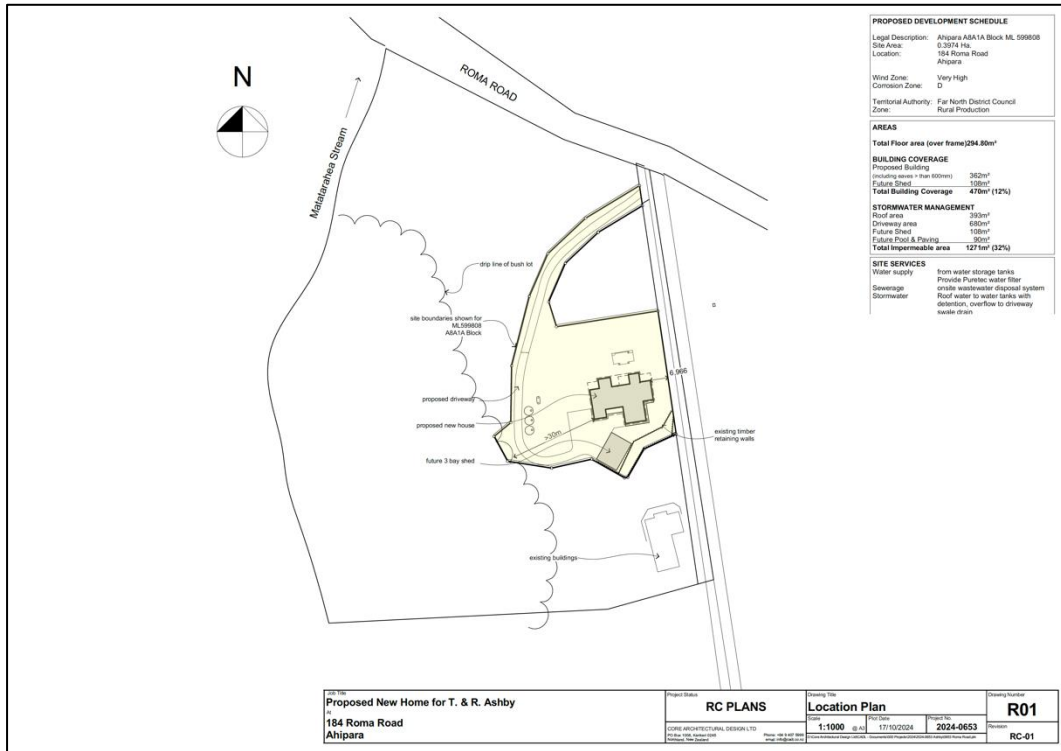 PROPOSED DEVELOPMENT SCHEDULE
Legal Description: Ahipara A8A1A Block ML 599808
Site Area: 0.3974 Ha.
Location: 184 Roma Road
Ahipara
Wind Zone: Very High
Corrosion Zone: D
Territorial Authority: Far North District Council
Zone: Rural Production
AREAS
Total Floor area (over frame)294.80m²
BUILDING COVERAGE
Proposed Building
(including eaves > than 600mm) 362m²
Future Shed 108m²
Total Building Coverage 470m² (12%)
STORMWATER MANAGEMENT
Roof area 393m²
Driveway area 680m²
Future Shed 108m²
Future Pool & Paving 90m²
Total Impermeable area 1271m² (32%)
SITE SERVICES
Water supply from water storage tanks
Provide Puretec water filter
Sewerage onsite wastewater disposal system
Stormwater Roof water to water tanks with
detention, overflow to driveway
swale drain
N
ROMA ROAD
Matatarahea Stream
drip line of bush lot
site boundaries shown for
ML599808
A8A1A Block
6,966
proposed driveway
proposed new house
>30m
existing timber
retaining walls
future 3 bay shed
existing buildings
Job Title
Proposed New Home for T. & R. Ashby
At
184 Roma Road
Ahipara
Project Status
RC PLANS
CORE ARCHITECTURAL DESIGN LTD
Drawing Title
Location Plan
Scale
1:1000 @ A3
Plot Date
17/10/2024
Project No.
2024-0653
Drawing Number
R01
Revision
RC-01